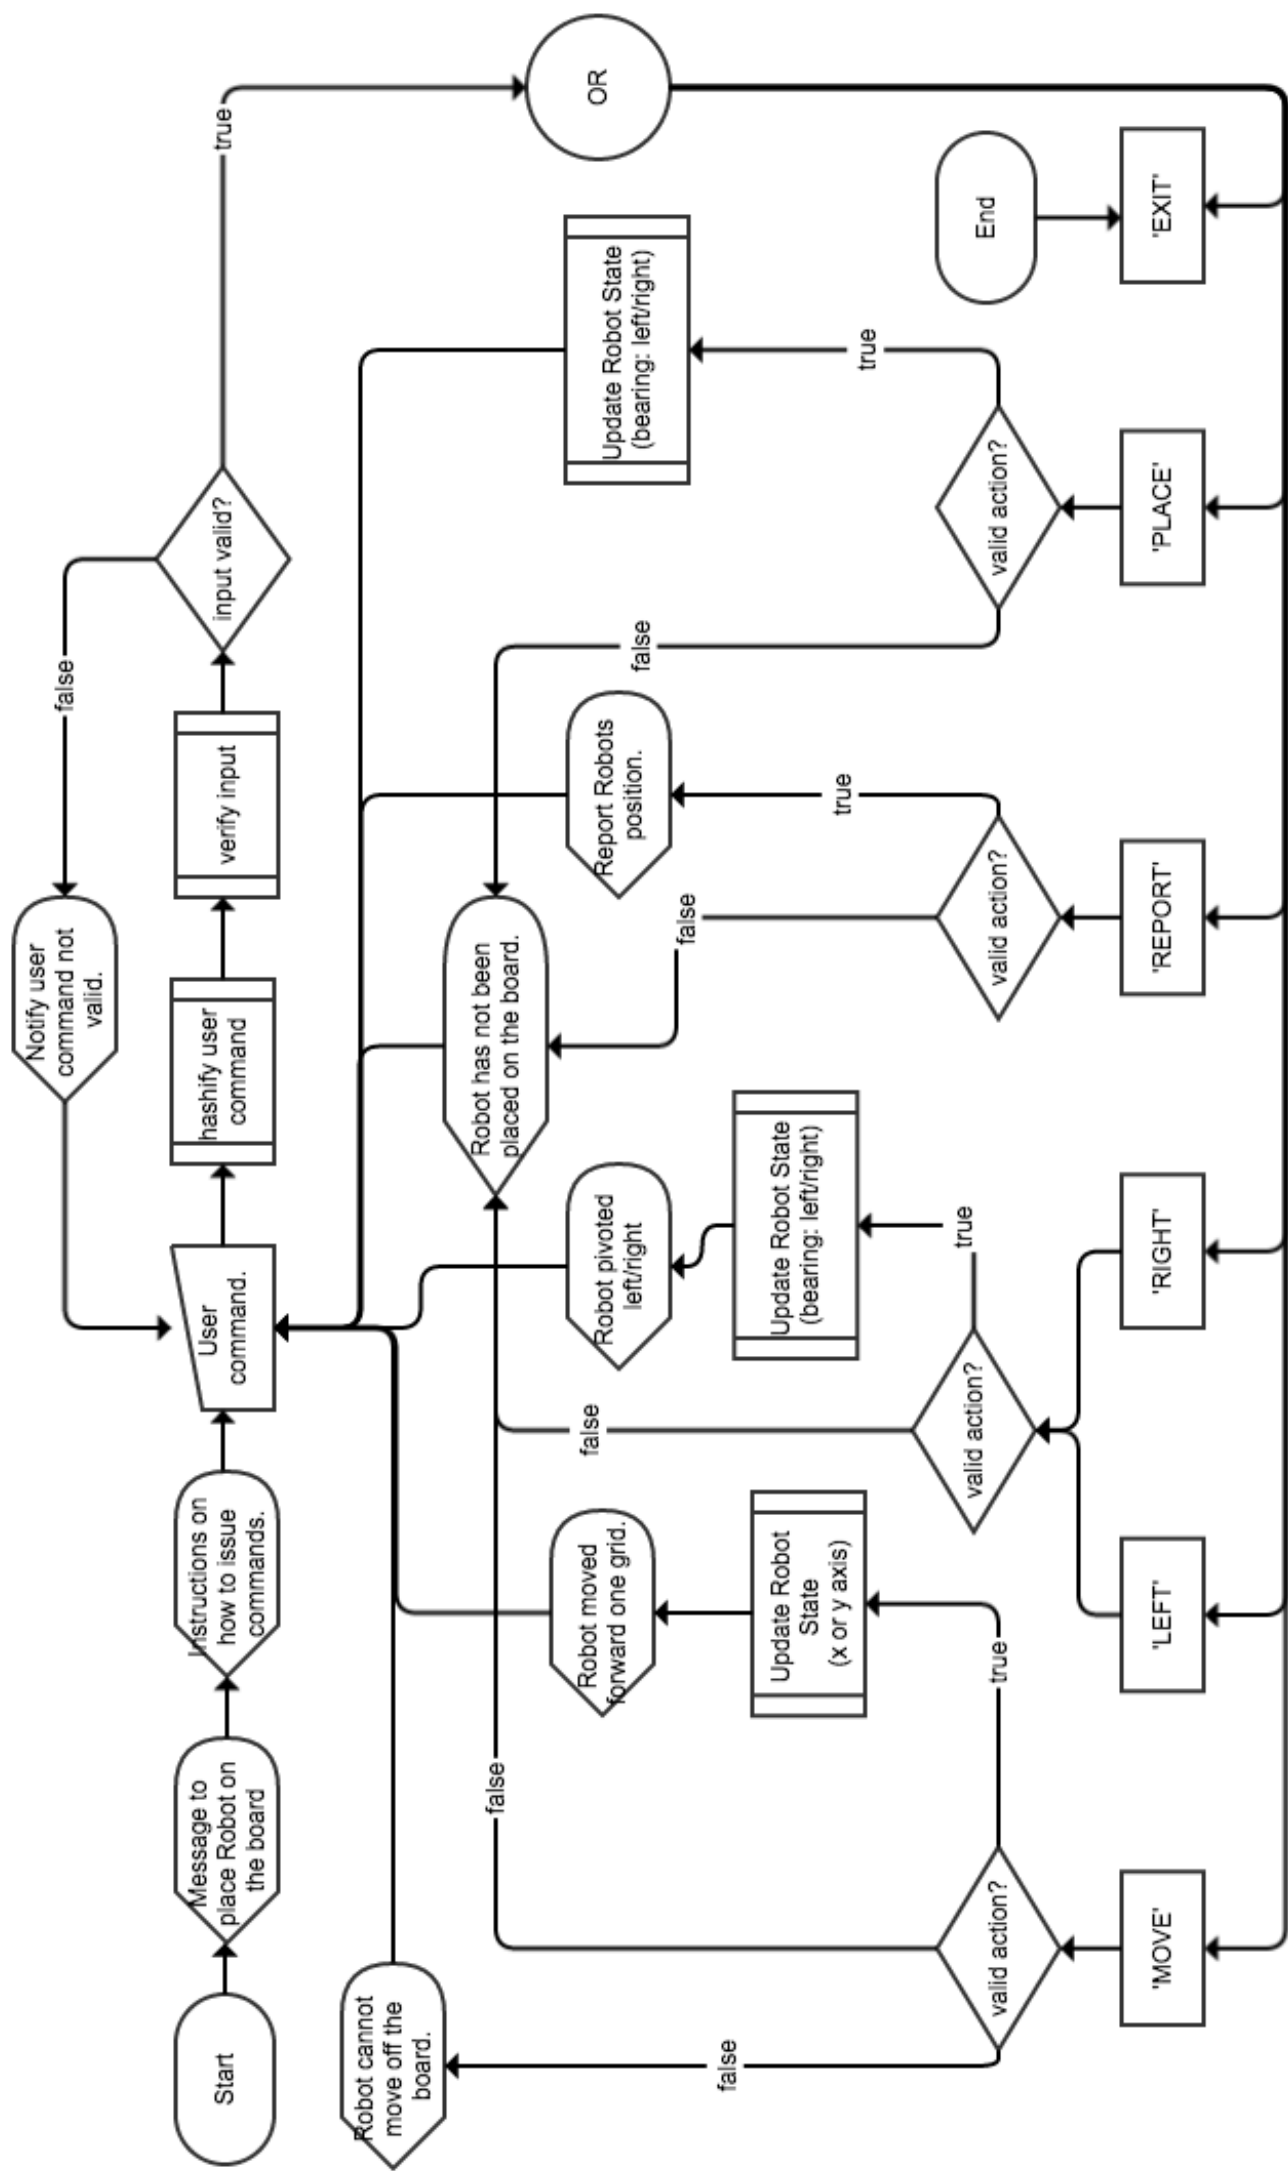 Notify user
command not
valid.
false
Start
Message to
place Robot on
the board
Instructions on
how to issue
commands.
User
command.
hashify user
command
verify input
input valid?
true
Robot cannot
move off the
board.
false
Robot has not been
placed on the board.
Robot moved
forward one grid.
false
Robot pivoted
left/right
Report Robots
position.
false
false
Update Robot State
(bearing: left/right)
OR
false
Update Robot
State
(x or y axis)
Update Robot State
(bearing: left/right)
true
true
valid action?
true
valid action?
true
valid action?
valid action?
End
'MOVE'
'LEFT'
'RIGHT'
'REPORT'
'PLACE'
'EXIT'